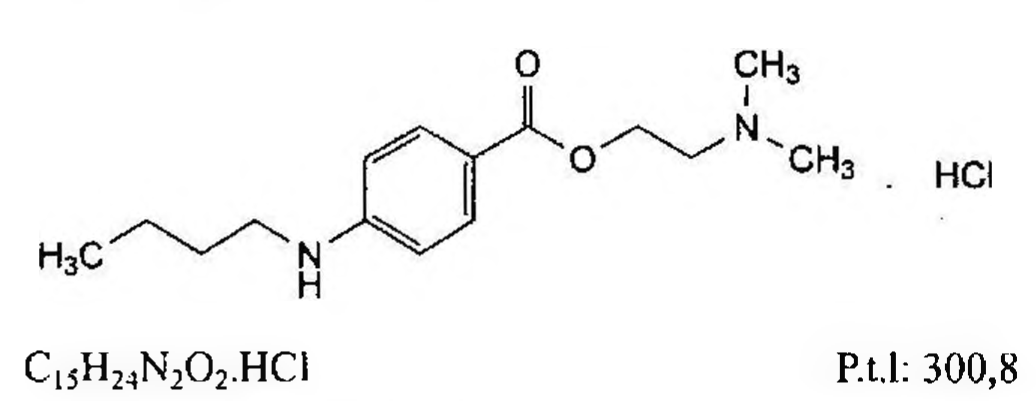 O
CH₃
N
O
CH₃
. HCl
H₃C
N
H
C₁₅H₂₄N₂O₂.HCl P.t.l: 300,8